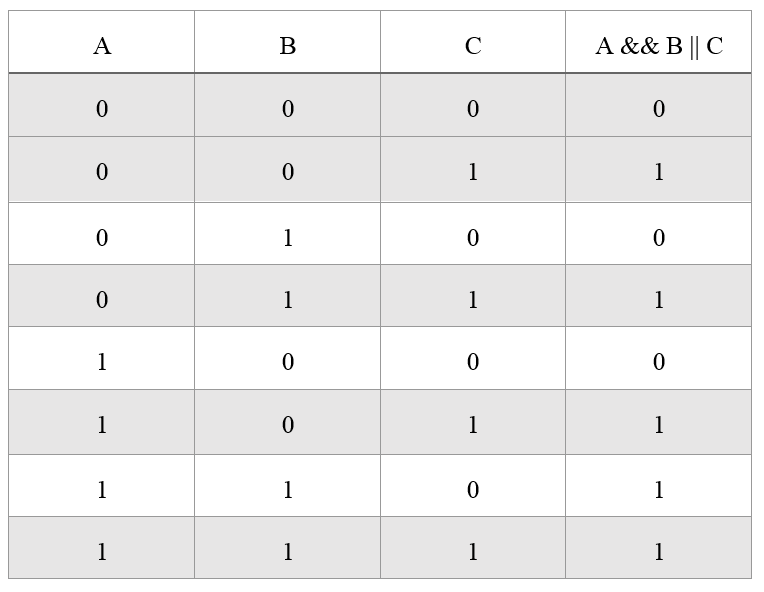 A B C A && B || C
0 0 0 0
0 0 1 1
0 1 0 0
0 1 1 1
1 0 0 0
1 0 1 1
1 1 0 1
1 1 1 1